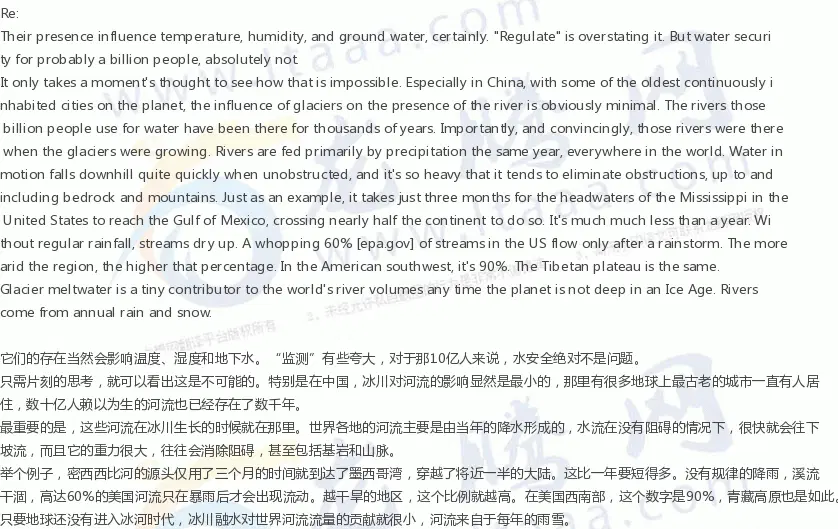 Re:
Their presence influence temperature, humidity, and ground water, certainly. "Regulate" is overstating it. But water securi
ty for probably a billion people, absolutely not.
It only takes a moment's thought to see how that is impossible. Especially in China, with some of the oldest continuously i
nhabited cities on the planet, the influence of glaciers on the presence of the river is obviously minimal. The rivers those
billion people use for water have been there for thousands of years. Importantly, and convincingly, those rivers were there
when the glaciers were growing. Rivers are fed primarily by precipitation the same year, everywhere in the world. Water in
motion falls downhill quite quickly when unobstructed, and it's so heavy that it tends to eliminate obstructions, up to and
including bedrock and mountains. Just as an example, it takes just three months for the headwaters of the Mississippi in the
United States to reach the Gulf of Mexico, crossing nearly half the continent to do so. It's much much less than a year. Wi
thout regular rainfall, streams dry up. A whopping 60% [epa.gov] of streams in the US flow only after a rainstorm. The more
arid the region, the higher that percentage. In the American southwest, it's 90%. The Tibetan plateau is the same.
Glacier meltwater is a tiny contributor to the world's river volumes any time the planet is not deep in an Ice Age. Rivers
come from annual rain and snow.
它们的存在当然会影响温度、湿度和地下水。“监测”有些夸大，对于那10亿人来说，水安全绝对不是问题。
只需片刻的思考，就可以看出这是不可能的。特别是在中国，冰川对河流的影响显然是最小的，那里有很多地球上最古老的城市一直有人居
住，数十亿人赖以为生的河流也已经存在了数千年。
最重要的是，这些河流在冰川生长的时候就在那里。世界各地的河流主要是由当年的降水形成的，水流在没有阻碍的情况下，很快就会往下
坡流，而且它的重力很大，往往会消除阻碍，甚至包括基岩和山脉。
举个例子，密西西比河的源头仅用了三个月的时间就到达了墨西哥湾，穿越了将近一半的大陆。这比一年要短得多。没有规律的降雨，溪流
干涸，高达60%的美国河流只在暴雨后才会出现流动。越干旱的地区，这个比例就越高。在美国西南部，这个数字是90%，青藏高原也是如此。
只要地球还没有进入冰河时代，冰川融水对世界河流流量的贡献就很小，河流来自于每年的雨雪。
www.ltaaa.com
龙腾网